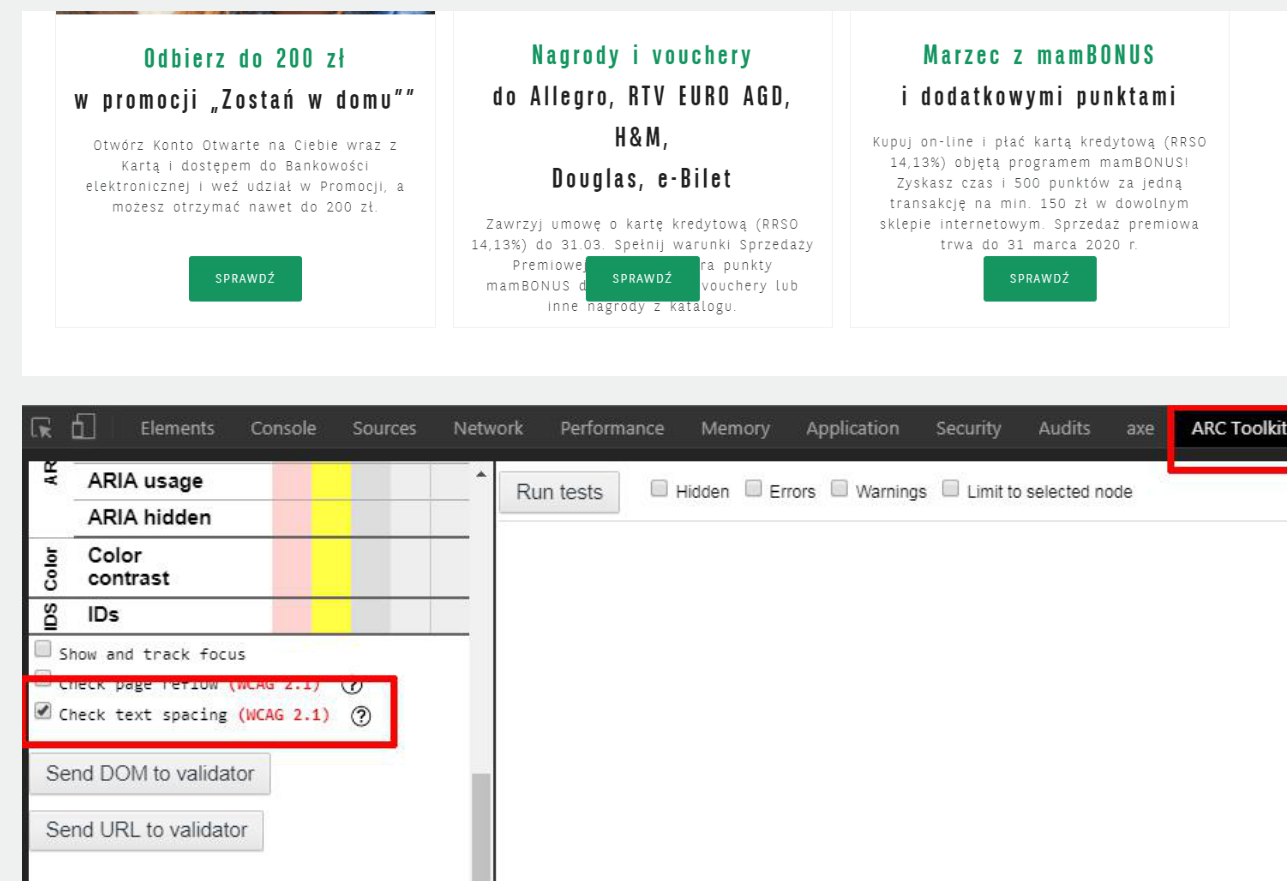 Odbierz do 200 zł
w promocji „Zostań w domu””
Otwórz Konto Otwarte na Ciebie wraz z
Kartą i dostępem do Bankowości
elektronicznej i weź udział w Promocji, a
możesz otrzymać nawet do 200 zł.
SPRAWDŹ
Nagrody i vouchery
do Allegro, RTV EURO AGD,
H&M,
Douglas, e-Bilet
Zawrzyj umowę o kartę kredytową (RRSO
14,13%) do 31.03. Spełnij warunki Sprzedaży
Premiowej ra punkty
mamBONUS d vouchery lub
inne nagrody z katalogu.
SPRAWDŹ
Marzec z mamBONUS
i dodatkowymi punktami
Kupuj on-line i płać kartą kredytową (RRSO
14,13%) objętą programem mamBONUS!
Zyskasz czas i 500 punktów za jedną
transakcję na min. 150 zł w dowolnym
sklepie internetowym. Sprzedaż premiowa
trwa do 31 marca 2020 r.
SPRAWDŹ
Elements Console Sources Network Performance Memory Application Security Audits axe ARC Toolkit
AR
ARIA usage
ARIA hidden
Color
Color
contrast
IDS
IDs
Show and track focus
Check page reflow (WCAG 2.1) ?
Check text spacing (WCAG 2.1) ?
Send DOM to validator
Send URL to validator
Run tests Hidden Errors Warnings Limit to selected node